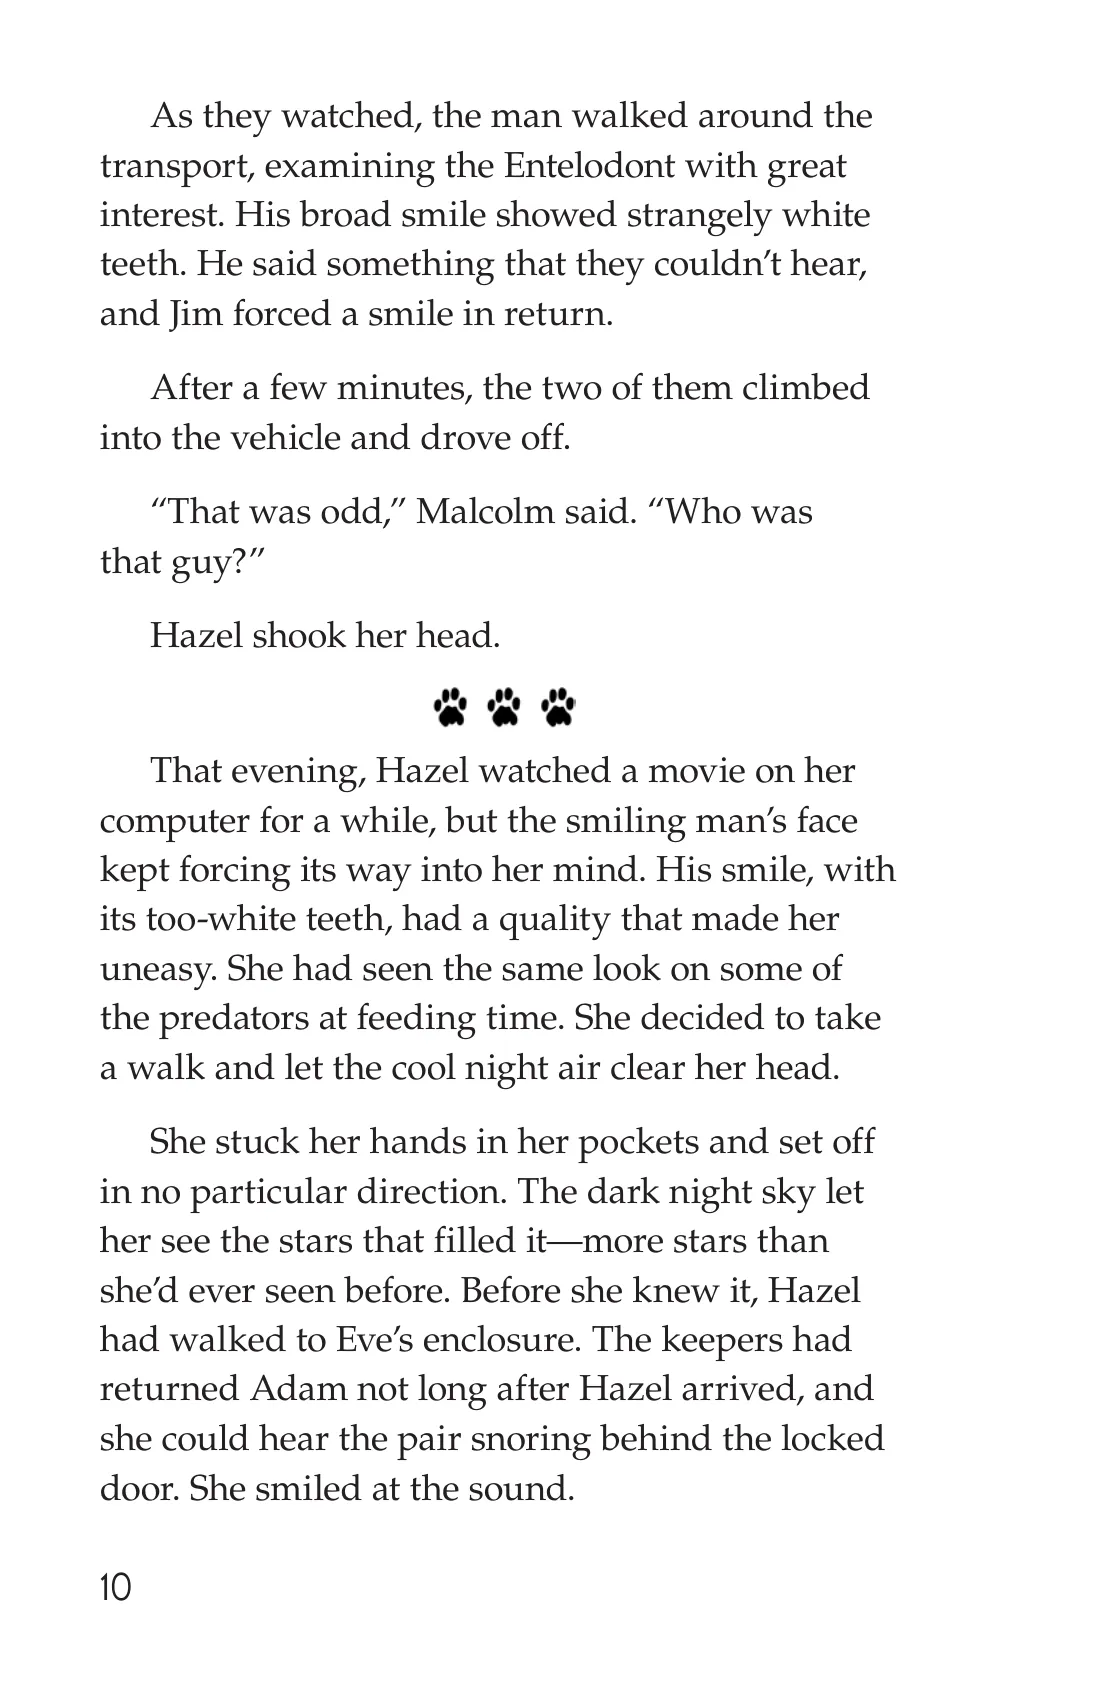 As they watched, the man walked around the
transport, examining the Entelodont with great
interest. His broad smile showed strangely white
teeth. He said something that they couldn’t hear,
and Jim forced a smile in return.
After a few minutes, the two of them climbed
into the vehicle and drove off.
“That was odd,” Malcolm said. “Who was
that guy?”
Hazel shook her head.
That evening, Hazel watched a movie on her
computer for a while, but the smiling man’s face
kept forcing its way into her mind. His smile, with
its too-white teeth, had a quality that made her
uneasy. She had seen the same look on some of
the predators at feeding time. She decided to take
a walk and let the cool night air clear her head.
She stuck her hands in her pockets and set off
in no particular direction. The dark night sky let
her see the stars that filled it—more stars than
she’d ever seen before. Before she knew it, Hazel
had walked to Eve’s enclosure. The keepers had
returned Adam not long after Hazel arrived, and
she could hear the pair snoring behind the locked
door. She smiled at the sound.
10